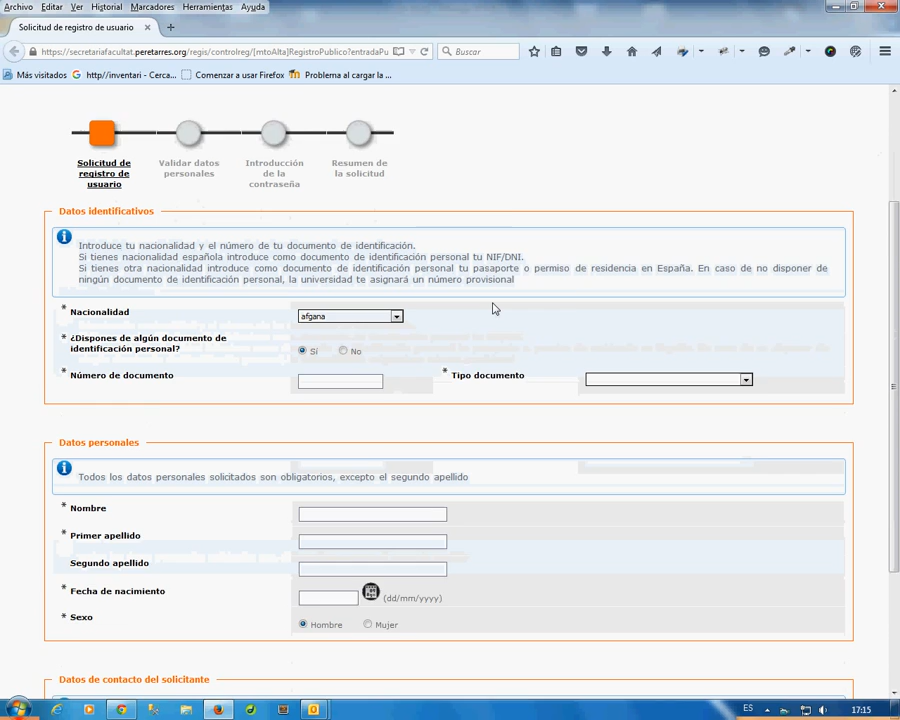 Archivo Editar Ver Historial Marcadores Herramientas Ayuda
Solicitud de registro de usuario
https://secretariafacultat.peretarres.org/regis/controlreg/[mtoAlta]RegistroPublico?entradaPu
Buscar
Más visitados http//inventari - Cerca... Comenzar a usar Firefox Problema al cargar la ...
Solicitud de
registro de
usuario
Validar datos
personales
Introducción
de la
contraseña
Resumen de
la solicitud
Datos identificativos
Introduce tu nacionalidad y el número de tu documento de identificación.
Si tienes nacionalidad española introduce como documento de identificación personal tu NIF/DNI.
Si tienes otra nacionalidad introduce como documento de identificación personal tu pasaporte o permiso de residencia en España. En caso de no disponer de
ningún documento de identificación personal, la universidad te asignará un número provisional
* Nacionalidad
afgana
* ¿Dispones de algún documento de
identificación personal?
Sí No
* Número de documento
* Tipo documento
Datos personales
Todos los datos personales solicitados son obligatorios, excepto el segundo apellido
* Nombre
* Primer apellido
Segundo apellido
* Fecha de nacimiento
(dd/mm/yyyy)
* Sexo
Hombre Mujer
Datos de contacto del solicitante
ES 17:15